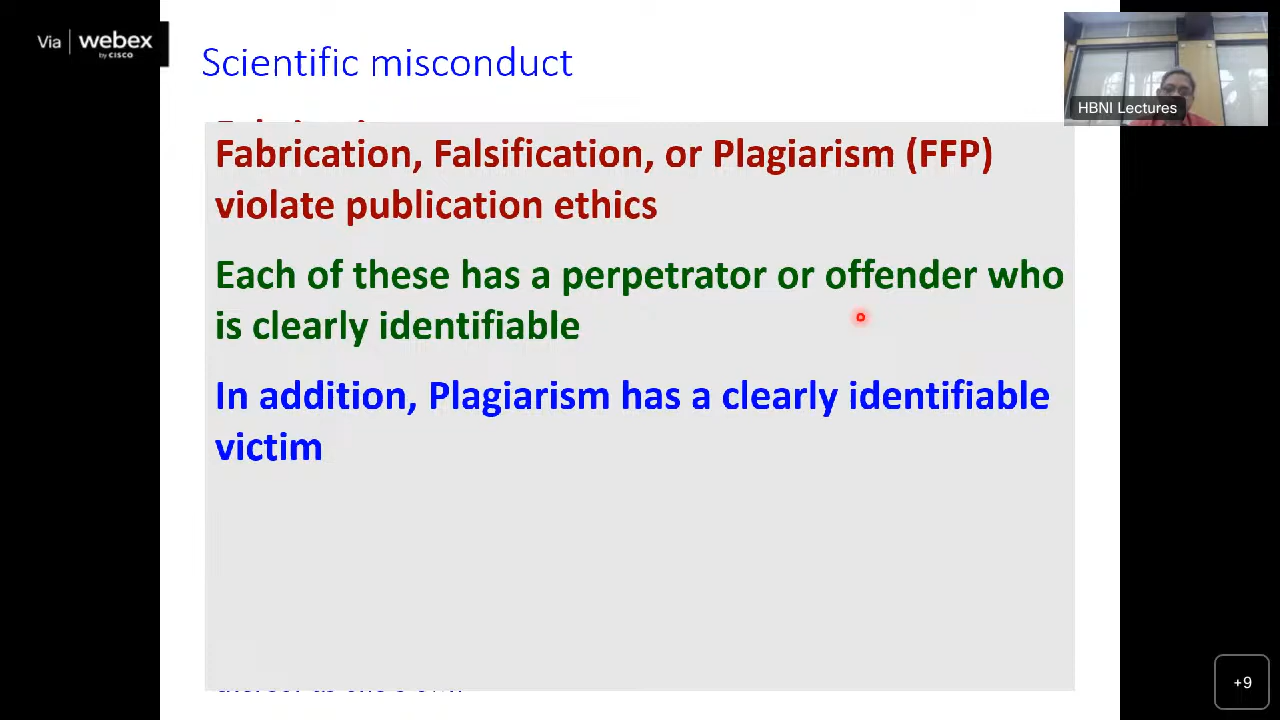 Via webex
by CISCO
Scientific misconduct
HBNI Lectures
Fabrication, Falsification, or Plagiarism (FFP)
violate publication ethics
Each of these has a perpetrator or offender who
is clearly identifiable
In addition, Plagiarism has a clearly identifiable
victim
+9